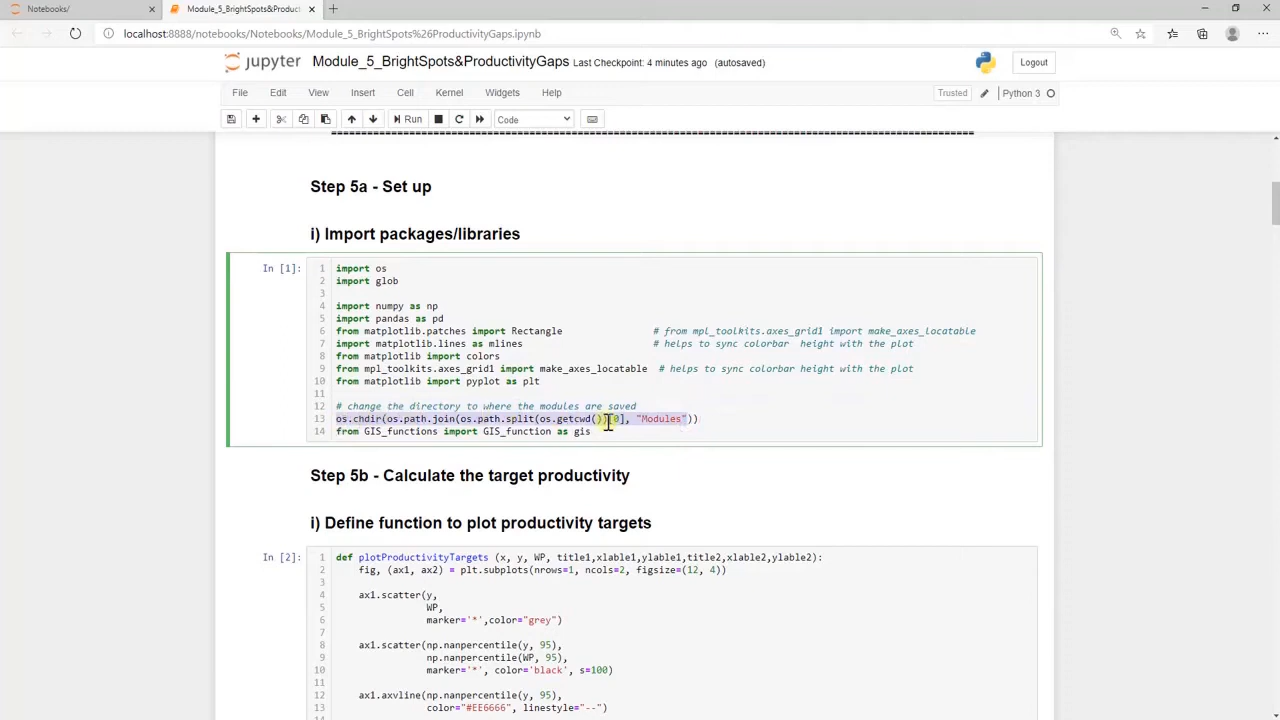 Notebooks/
Module_5_BrightSpots&Product
localhost:8888/notebooks/Notebooks/Module_5_BrightSpots%26ProductivityGaps.ipynb
jupyter Module_5_BrightSpots&ProductivityGaps Last Checkpoint: 4 minutes ago (autosaved)
Logout
File Edit View Insert Cell Kernel Widgets Help
Trusted Python 3
Run Code
==========
Step 5a - Set up
i) Import packages/libraries
In [1]:
1 import os
2 import glob
3
4 import numpy as np
5 import pandas as pd
6 from matplotlib.patches import Rectangle # from mpl_toolkits.axes_grid1 import make_axes_locatable
7 import matplotlib.lines as mlines # helps to sync colorbar height with the plot
8 from matplotlib import colors
9 from mpl_toolkits.axes_grid1 import make_axes_locatable # helps to sync colorbar height with the plot
10 from matplotlib import pyplot as plt
11
12 # change the directory to where the modules are saved
13 os.chdir(os.path.join(os.path.split(os.getcwd())[0], "Modules"))
14 from GIS_functions import GIS_function as gis
Step 5b - Calculate the target productivity
i) Define function to plot productivity targets
In [2]:
1 def plotProductivityTargets (x, y, WP, title1,xlable1,ylable1,title2,xlable2,ylable2):
2 fig, (ax1, ax2) = plt.subplots(nrows=1, ncols=2, figsize=(12, 4))
3
4 ax1.scatter(y,
5 WP,
6 marker='*',color="grey")
7
8 ax1.scatter(np.nanpercentile(y, 95),
9 np.nanpercentile(WP, 95),
10 marker='*', color='black', s=100)
11
12 ax1.axvline(np.nanpercentile(y, 95),
13 color="#EE6666", linestyle="--")